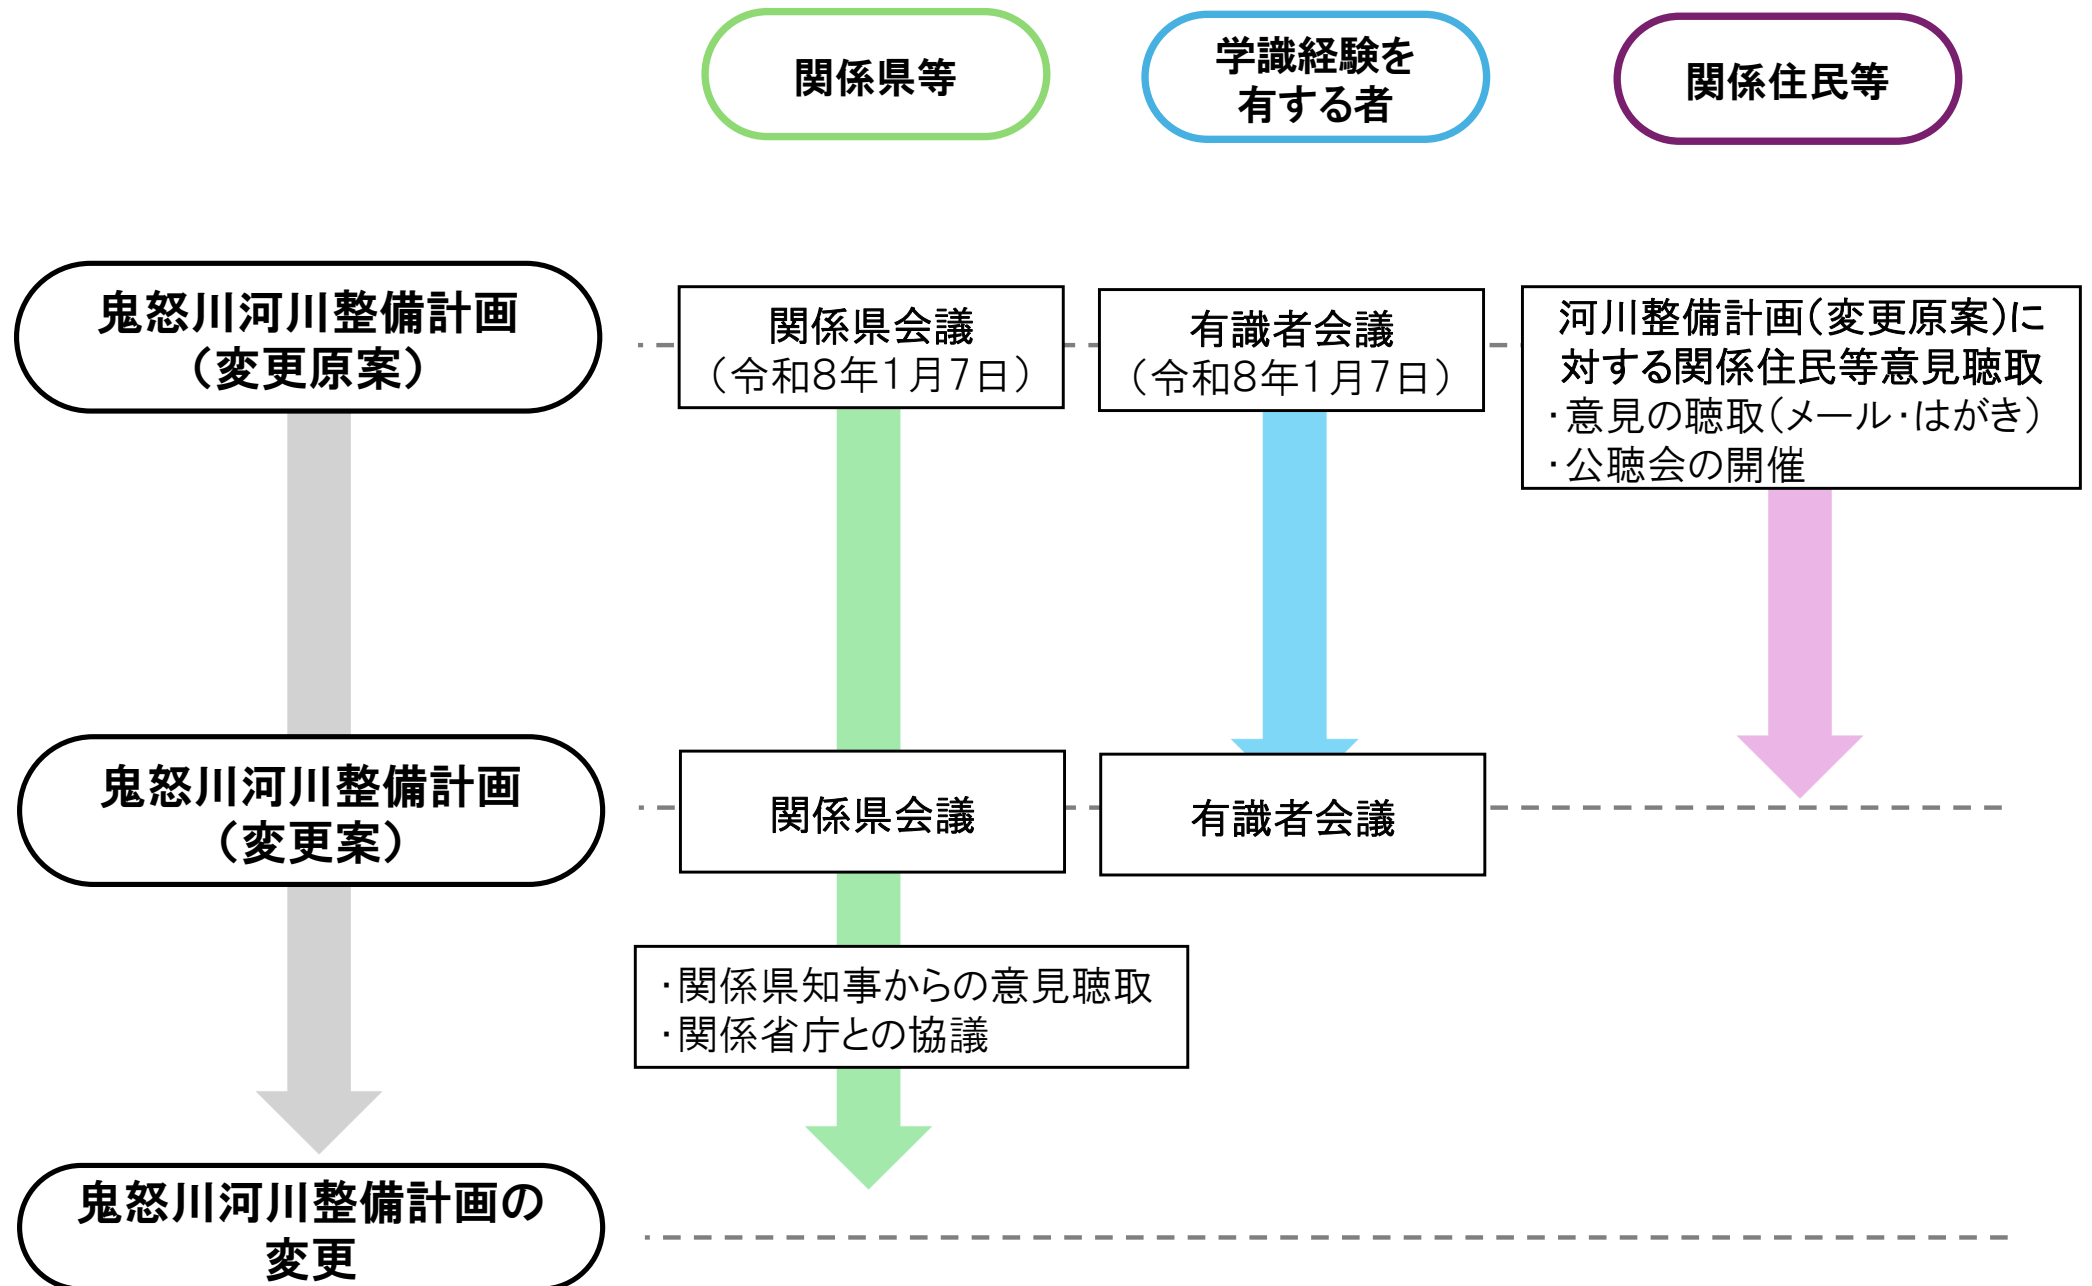 関係県等
学識経験を
有する者
関係住民等
鬼怒川河川整備計画
（変更原案）
関係県会議
（令和8年1月7日）
有識者会議
（令和8年1月7日）
河川整備計画（変更原案）に
対する関係住民等意見聴取
・意見の聴取（メール・はがき）
・公聴会の開催
鬼怒川河川整備計画
（変更案）
関係県会議
有識者会議
・関係県知事からの意見聴取
・関係省庁との協議
鬼怒川河川整備計画の
変更